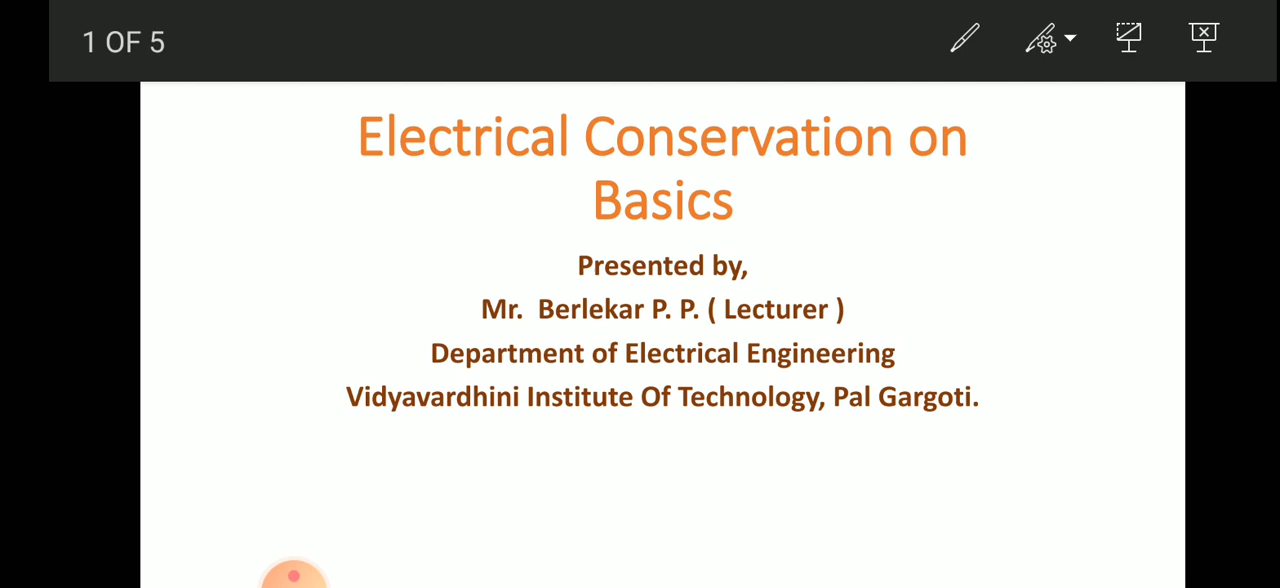 1 OF 5
Electrical Conservation on
Basics
Presented by,
Mr. Berlekar P. P. ( Lecturer )
Department of Electrical Engineering
Vidyavardhini Institute Of Technology, Pal Gargoti.